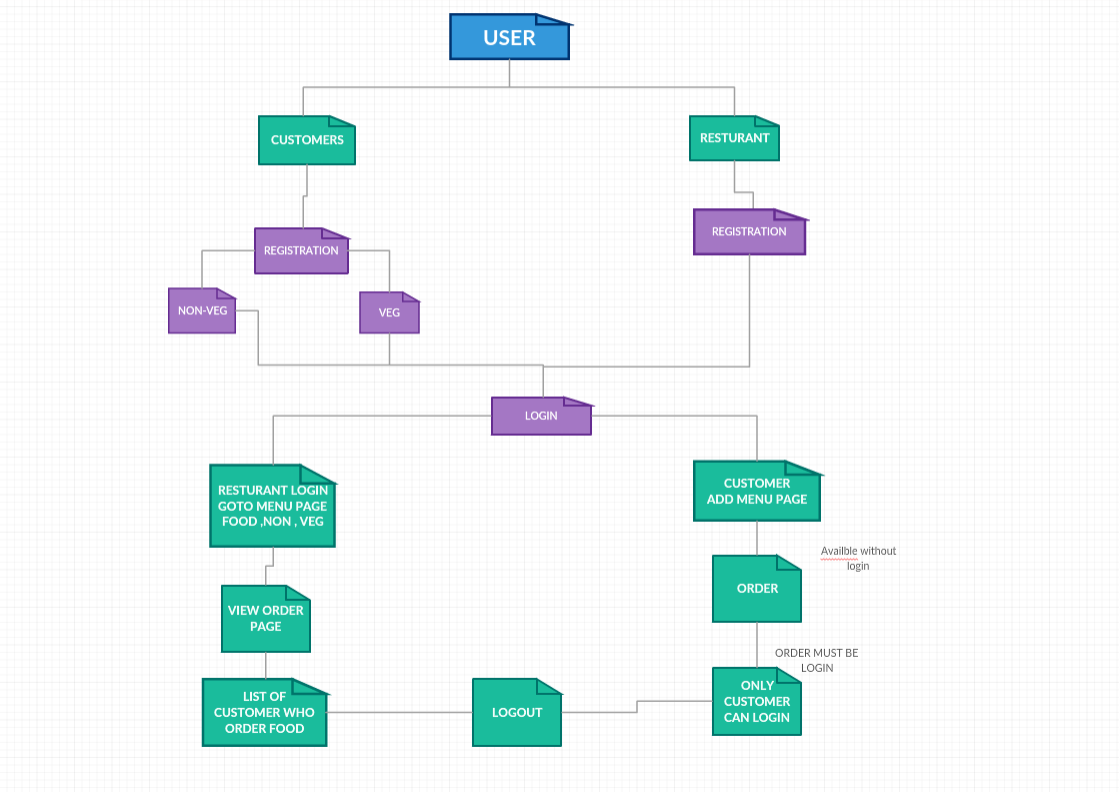 USER
CUSTOMERS
RESTURANT
REGISTRATION
REGISTRATION
NON-VEG
VEG
LOGIN
RESTURANT LOGIN
GOTO MENU PAGE
FOOD ,NON , VEG
CUSTOMER
ADD MENU PAGE
Availble without
login
ORDER
VIEW ORDER
PAGE
ORDER MUST BE
LOGIN
LIST OF
CUSTOMER WHO
ORDER FOOD
LOGOUT
ONLY
CUSTOMER
CAN LOGIN